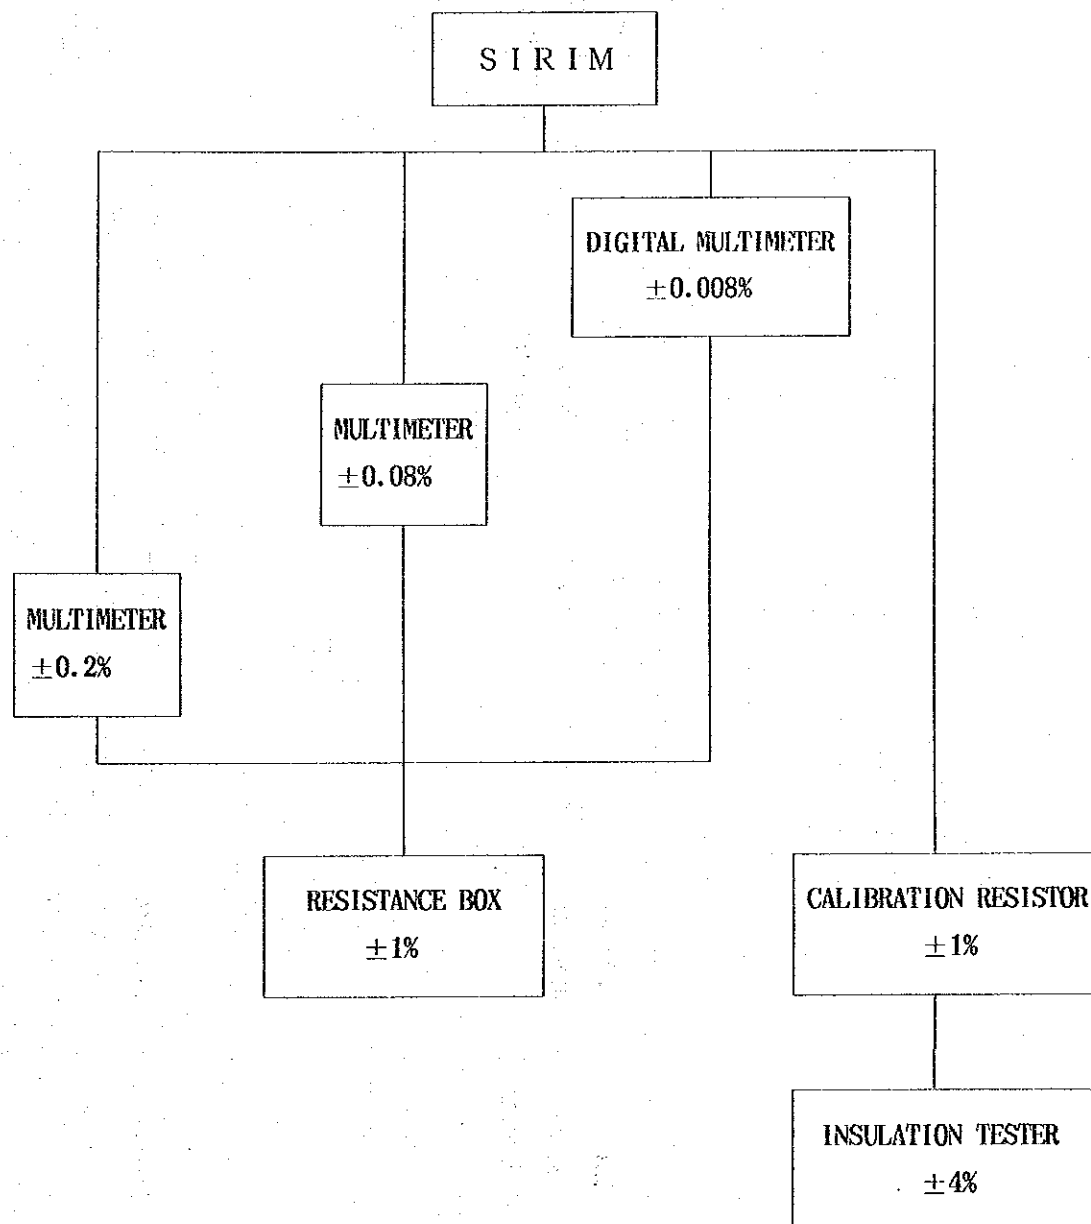 S I R I M
DIGITAL MULTIMETER
±0.008%
MULTIMETER
±0.08%
MULTIMETER
±0.2%
RESISTANCE BOX
±1%
CALIBRATION RESISTOR
±1%
INSULATION TESTER
±4%